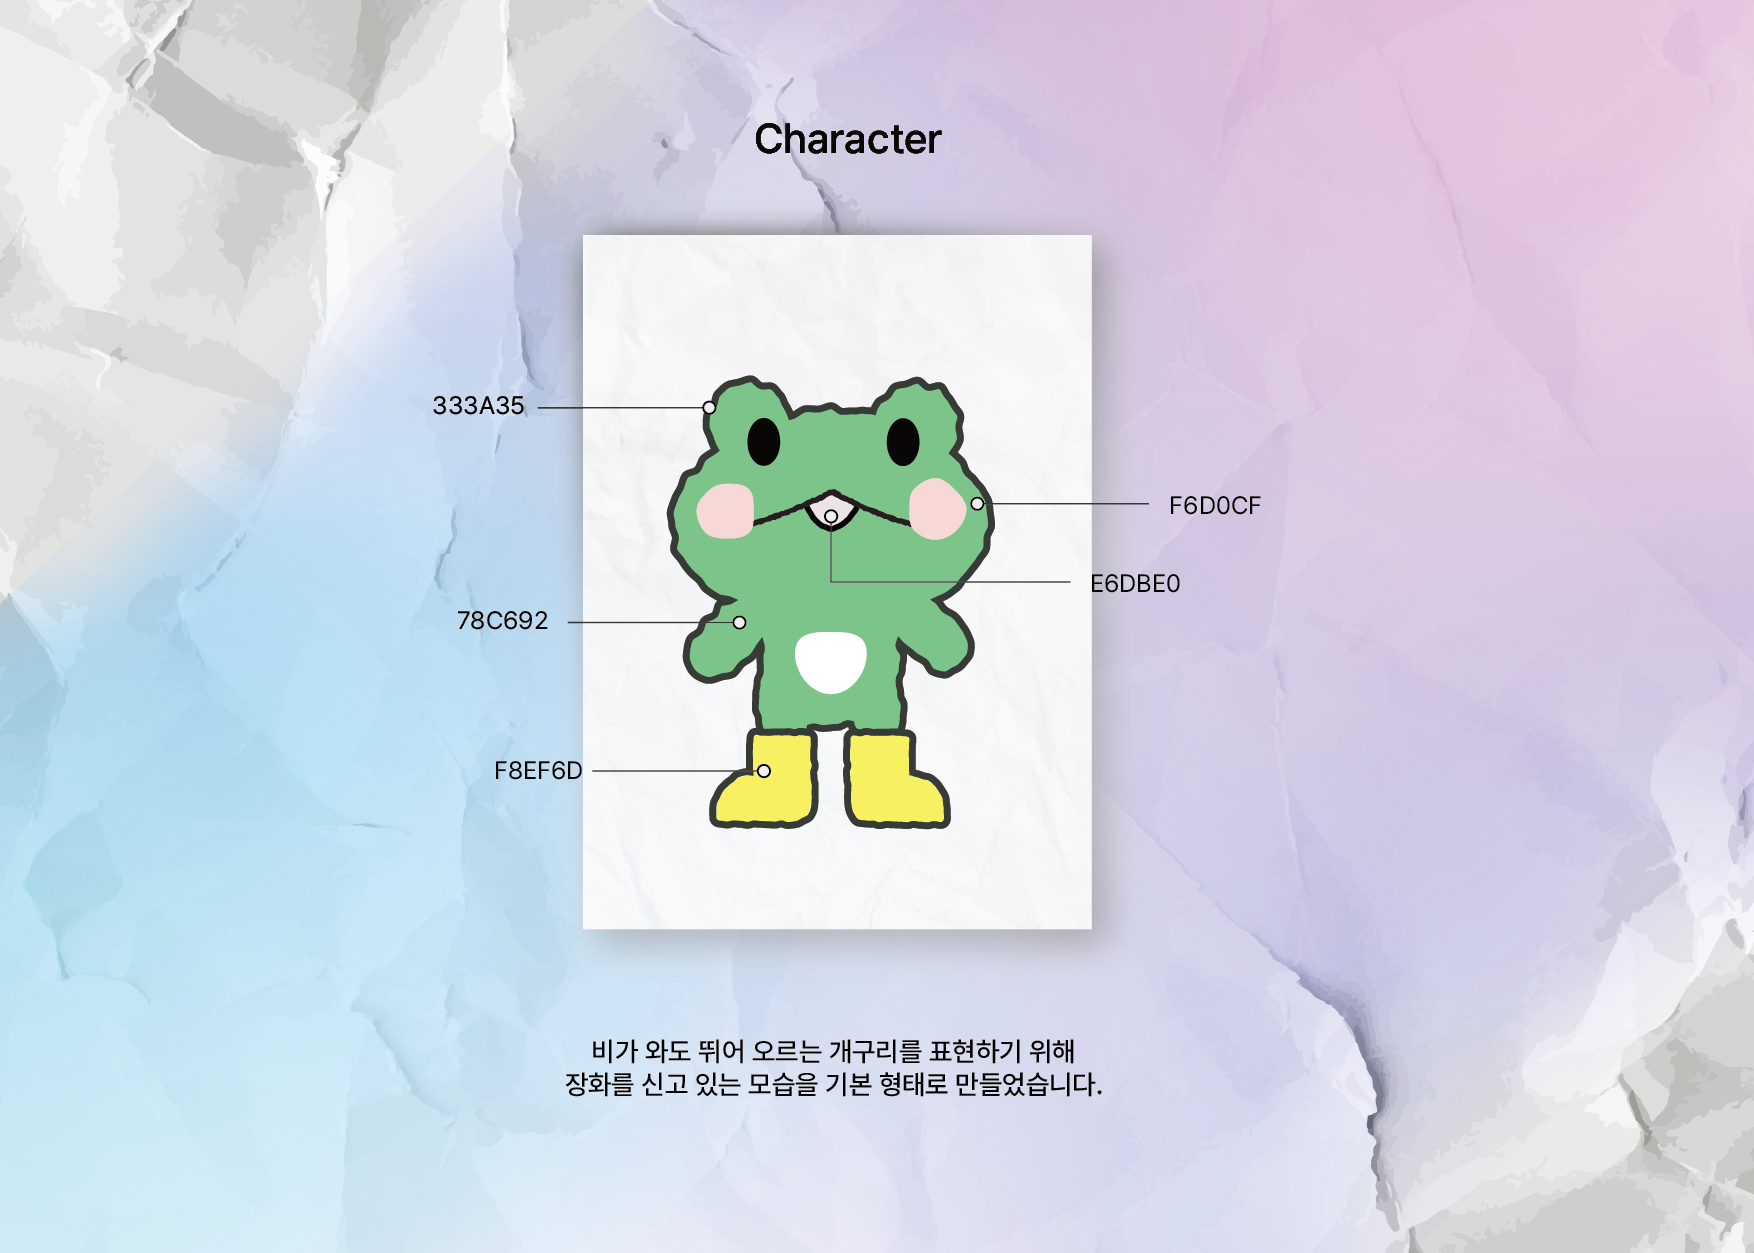 Character
333A35
F6D0CF
E6DBE0
78C692
F8EF6D
비가 와도 뛰어 오르는 개구리를 표현하기 위해
장화를 신고 있는 모습을 기본 형태로 만들었습니다.